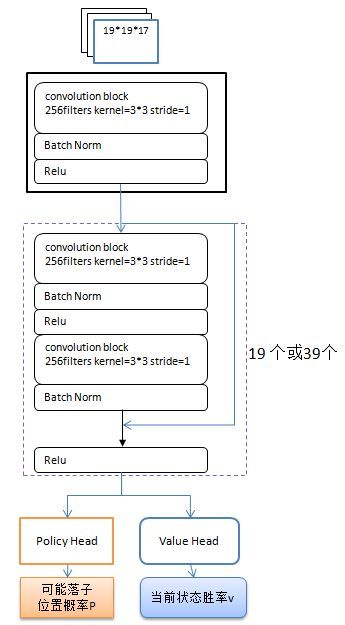 19*19*17
convolution block
256filters kernel=3*3 stride=1
Batch Norm
Relu
convolution block
256filters kernel=3*3 stride=1
Batch Norm
Relu
convolution block
256filters kernel=3*3 stride=1
Batch Norm
19 个或39个
Relu
Policy Head
Value Head
可能落子
位置概率P
当前状态胜率v